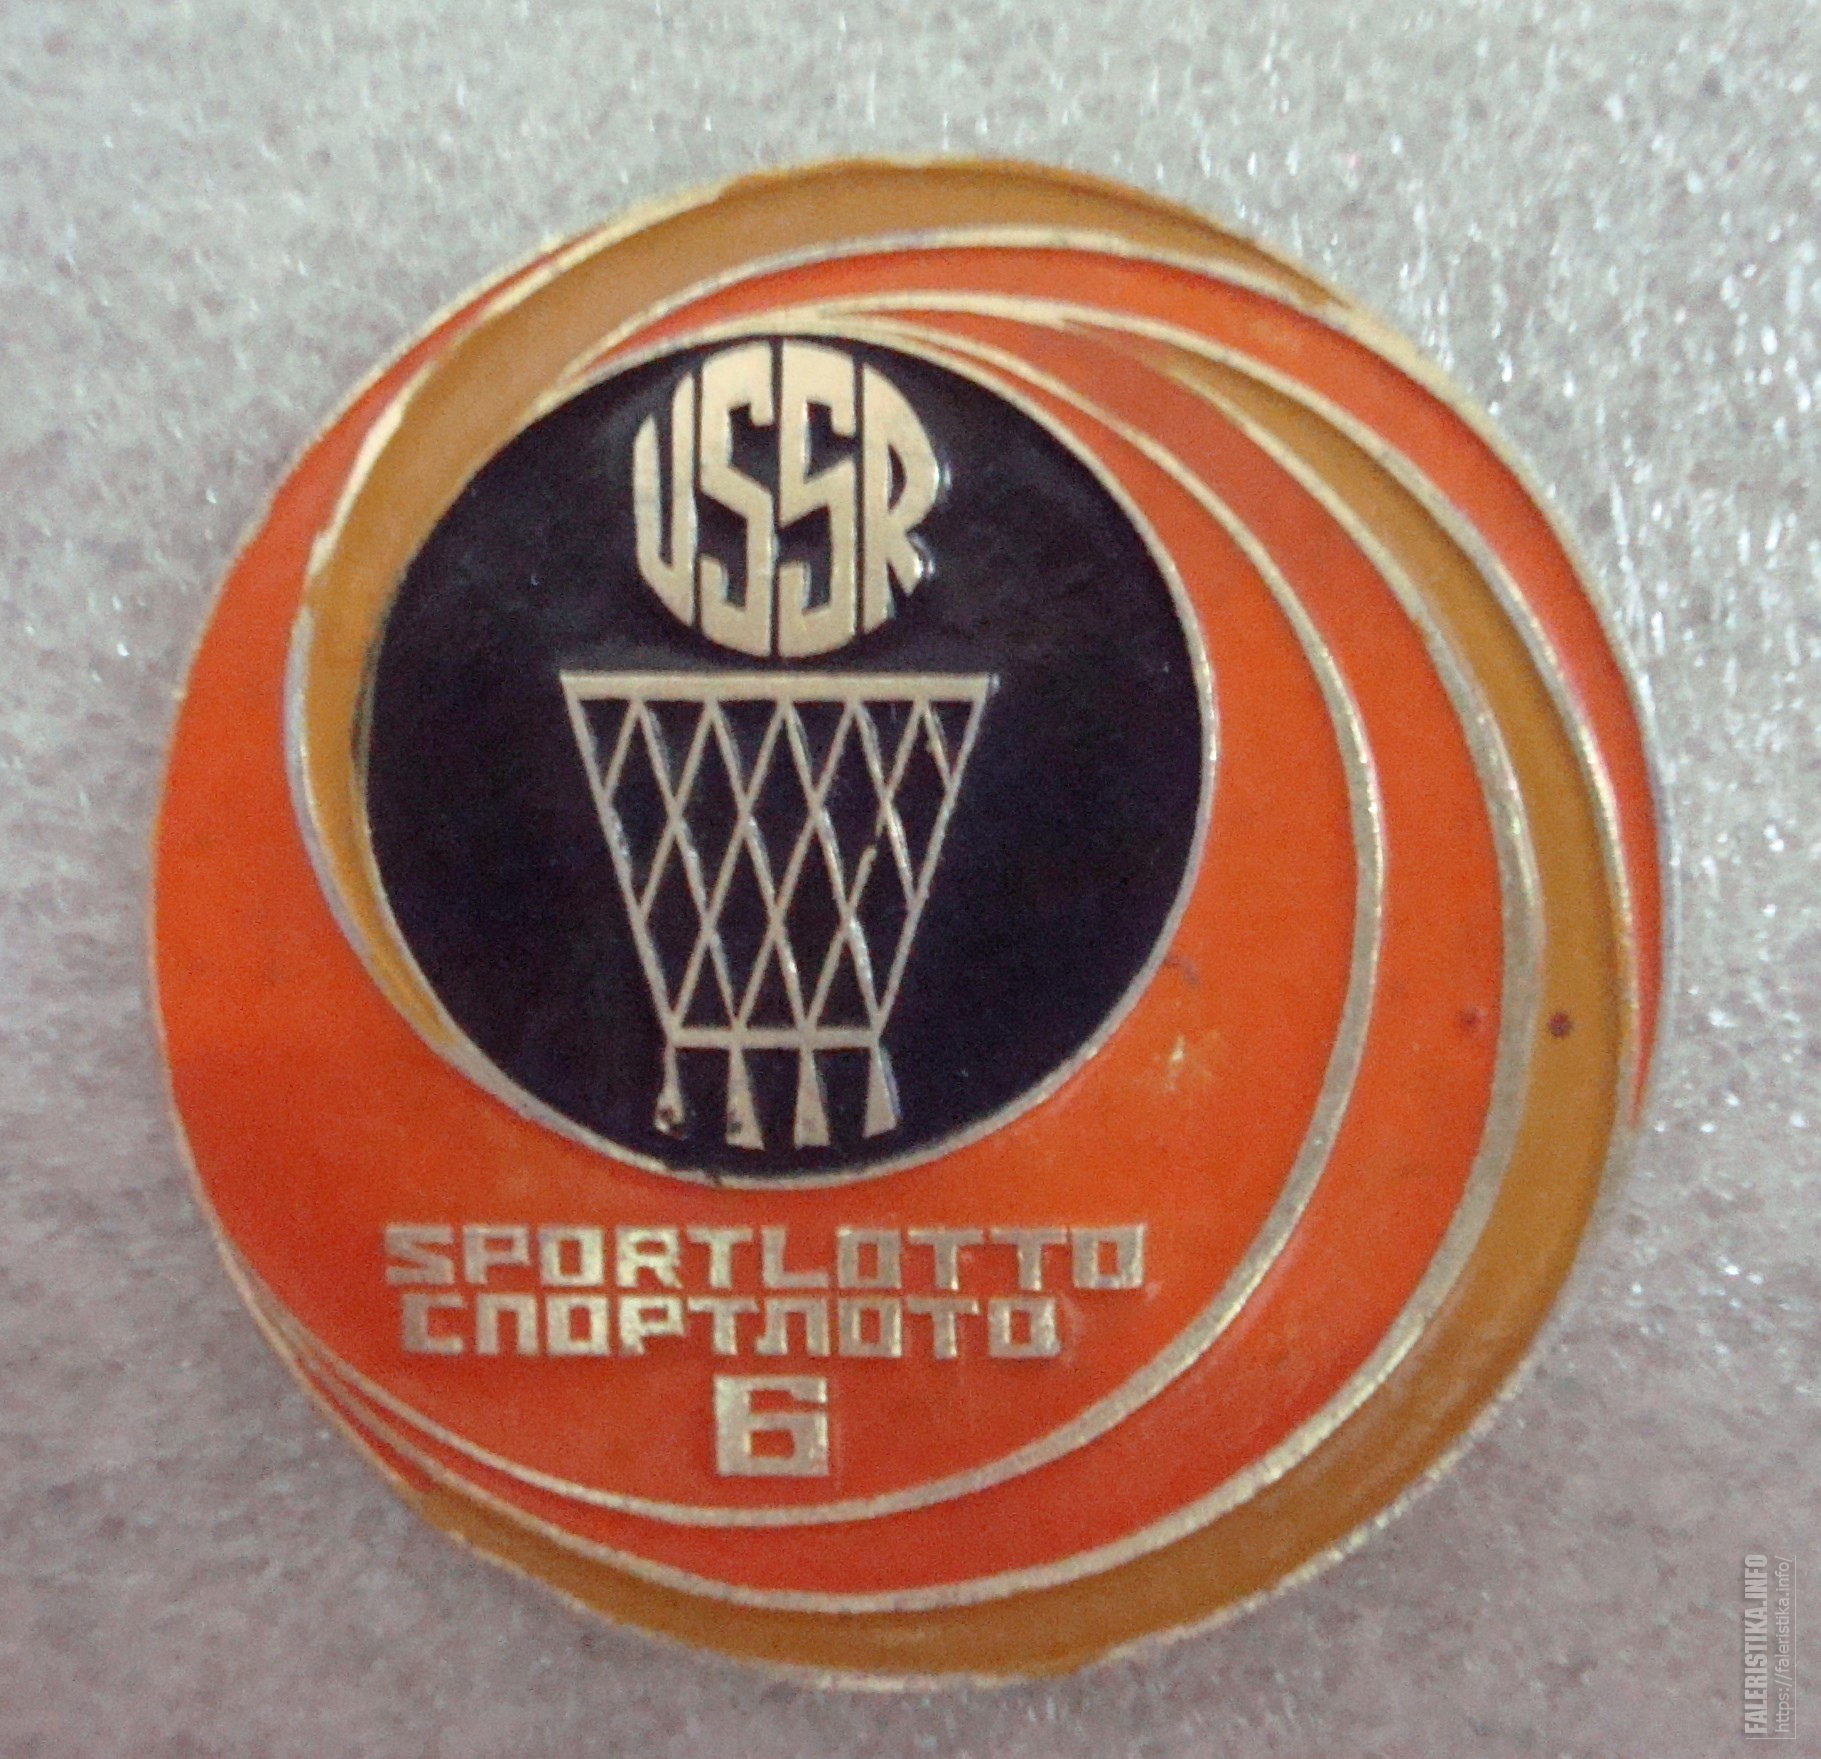 USSR
SPORTLOTTO
СПОРТЛОТО
6
FALERISTIKA.INFO
https://faleristika.info/